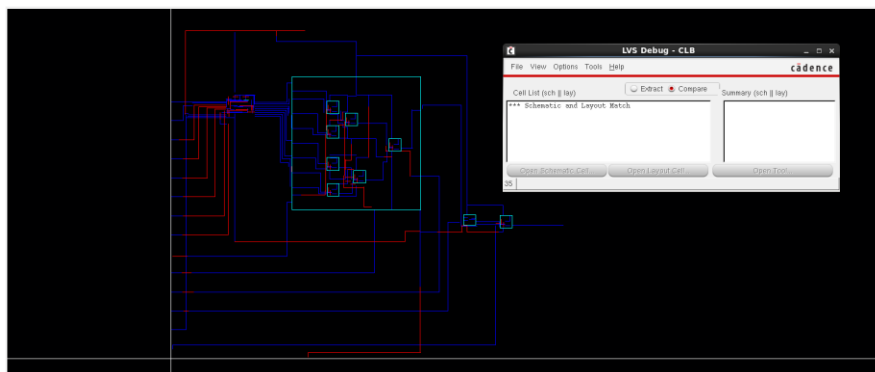 LVS Debug - CLB
File View Options Tools Help
cādence
Extract Compare
Cell List (sch || lay) Summary (sch || lay)
*** Schematic and Layout Match
Open Schematic Cell Open Layout Cell Open Tool
35